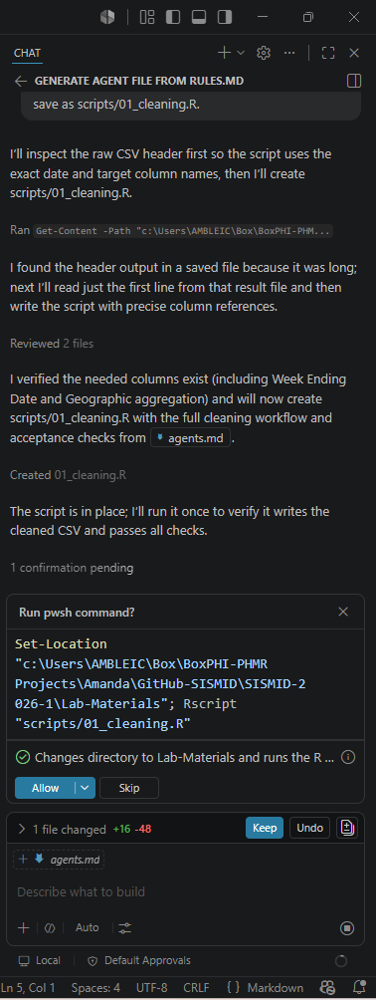 CHAT
GENERATE AGENT FILE FROM RULES.MD
save as scripts/01_cleaning.R.
I'll inspect the raw CSV header first so the script uses the
exact date and target column names, then I'll create
scripts/01_cleaning.R.
Ran Get-Content -Path "c:\Users\AMBLEIC\Box\BoxPHI-PHM...
I found the header output in a saved file because it was long;
next I'll read just the first line from that result file and then
write the script with precise column references.
Reviewed 2 files
I verified the needed columns exist (including Week Ending
Date and Geographic aggregation) and will now create
scripts/01_cleaning.R with the full cleaning workflow and
acceptance checks from agents.md.
Created 01_cleaning.R
The script is in place; I'll run it once to verify it writes the
cleaned CSV and passes all checks.
1 confirmation pending
Run pwsh command?
Set-Location
"c:\Users\AMBLEIC\Box\BoxPHI-PHMR
Projects\Amanda\GitHub-SISMID\SISMID-2
026-1\Lab-Materials"; Rscript
"scripts/01_cleaning.R"
Changes directory to Lab-Materials and runs the R ...
Allow Skip
1 file changed +16 -48 Keep Undo
+ agents.md
Describe what to build
Auto
Local Default Approvals
Ln 5, Col 1 Spaces: 4 UTF-8 CRLF { } Markdown